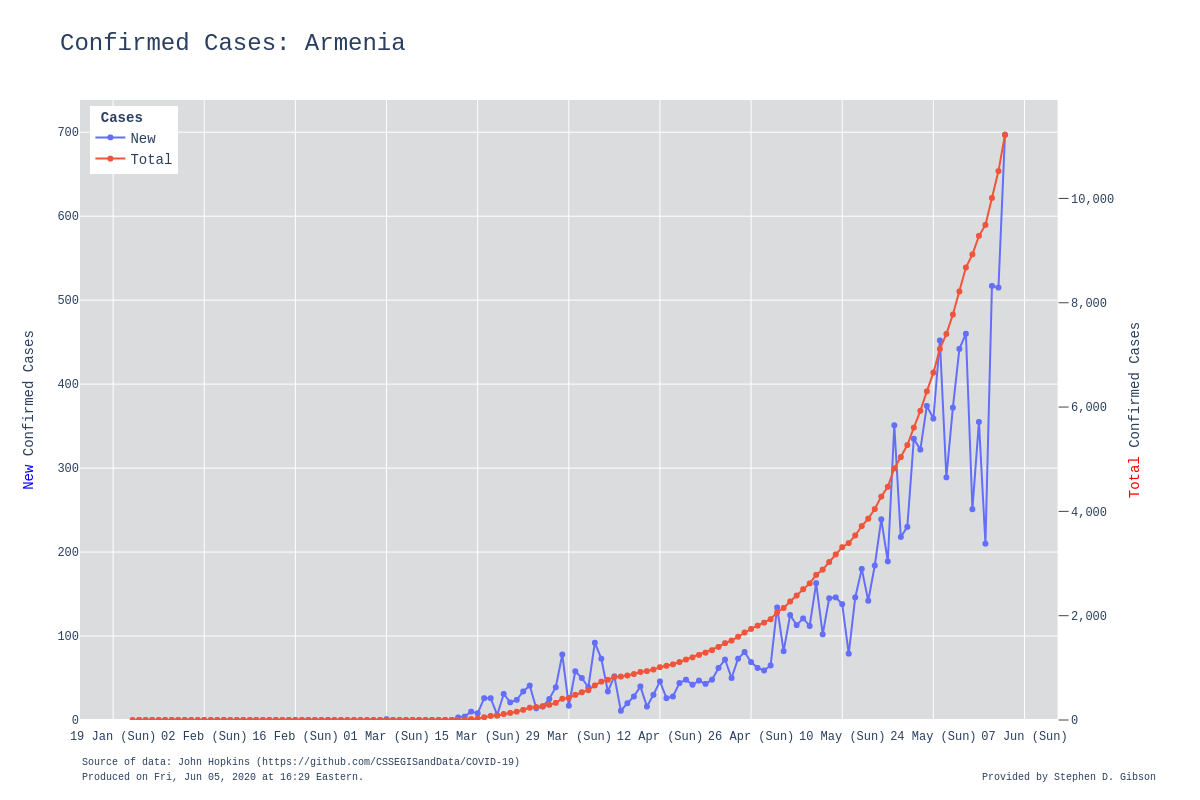 Confirmed Cases: Armenia
Cases
New
Total
700
600
500
400
300
200
100
0
10,000
8,000
6,000
4,000
2,000
0
New Confirmed Cases
Total Confirmed Cases
19 Jan (Sun) 02 Feb (Sun) 16 Feb (Sun) 01 Mar (Sun) 15 Mar (Sun) 29 Mar (Sun) 12 Apr (Sun) 26 Apr (Sun) 10 May (Sun) 24 May (Sun) 07 Jun (Sun)
Source of data: John Hopkins (https://github.com/CSSEGISandData/COVID-19)
Produced on Fri, Jun 05, 2020 at 16:29 Eastern.
Provided by Stephen D. Gibson